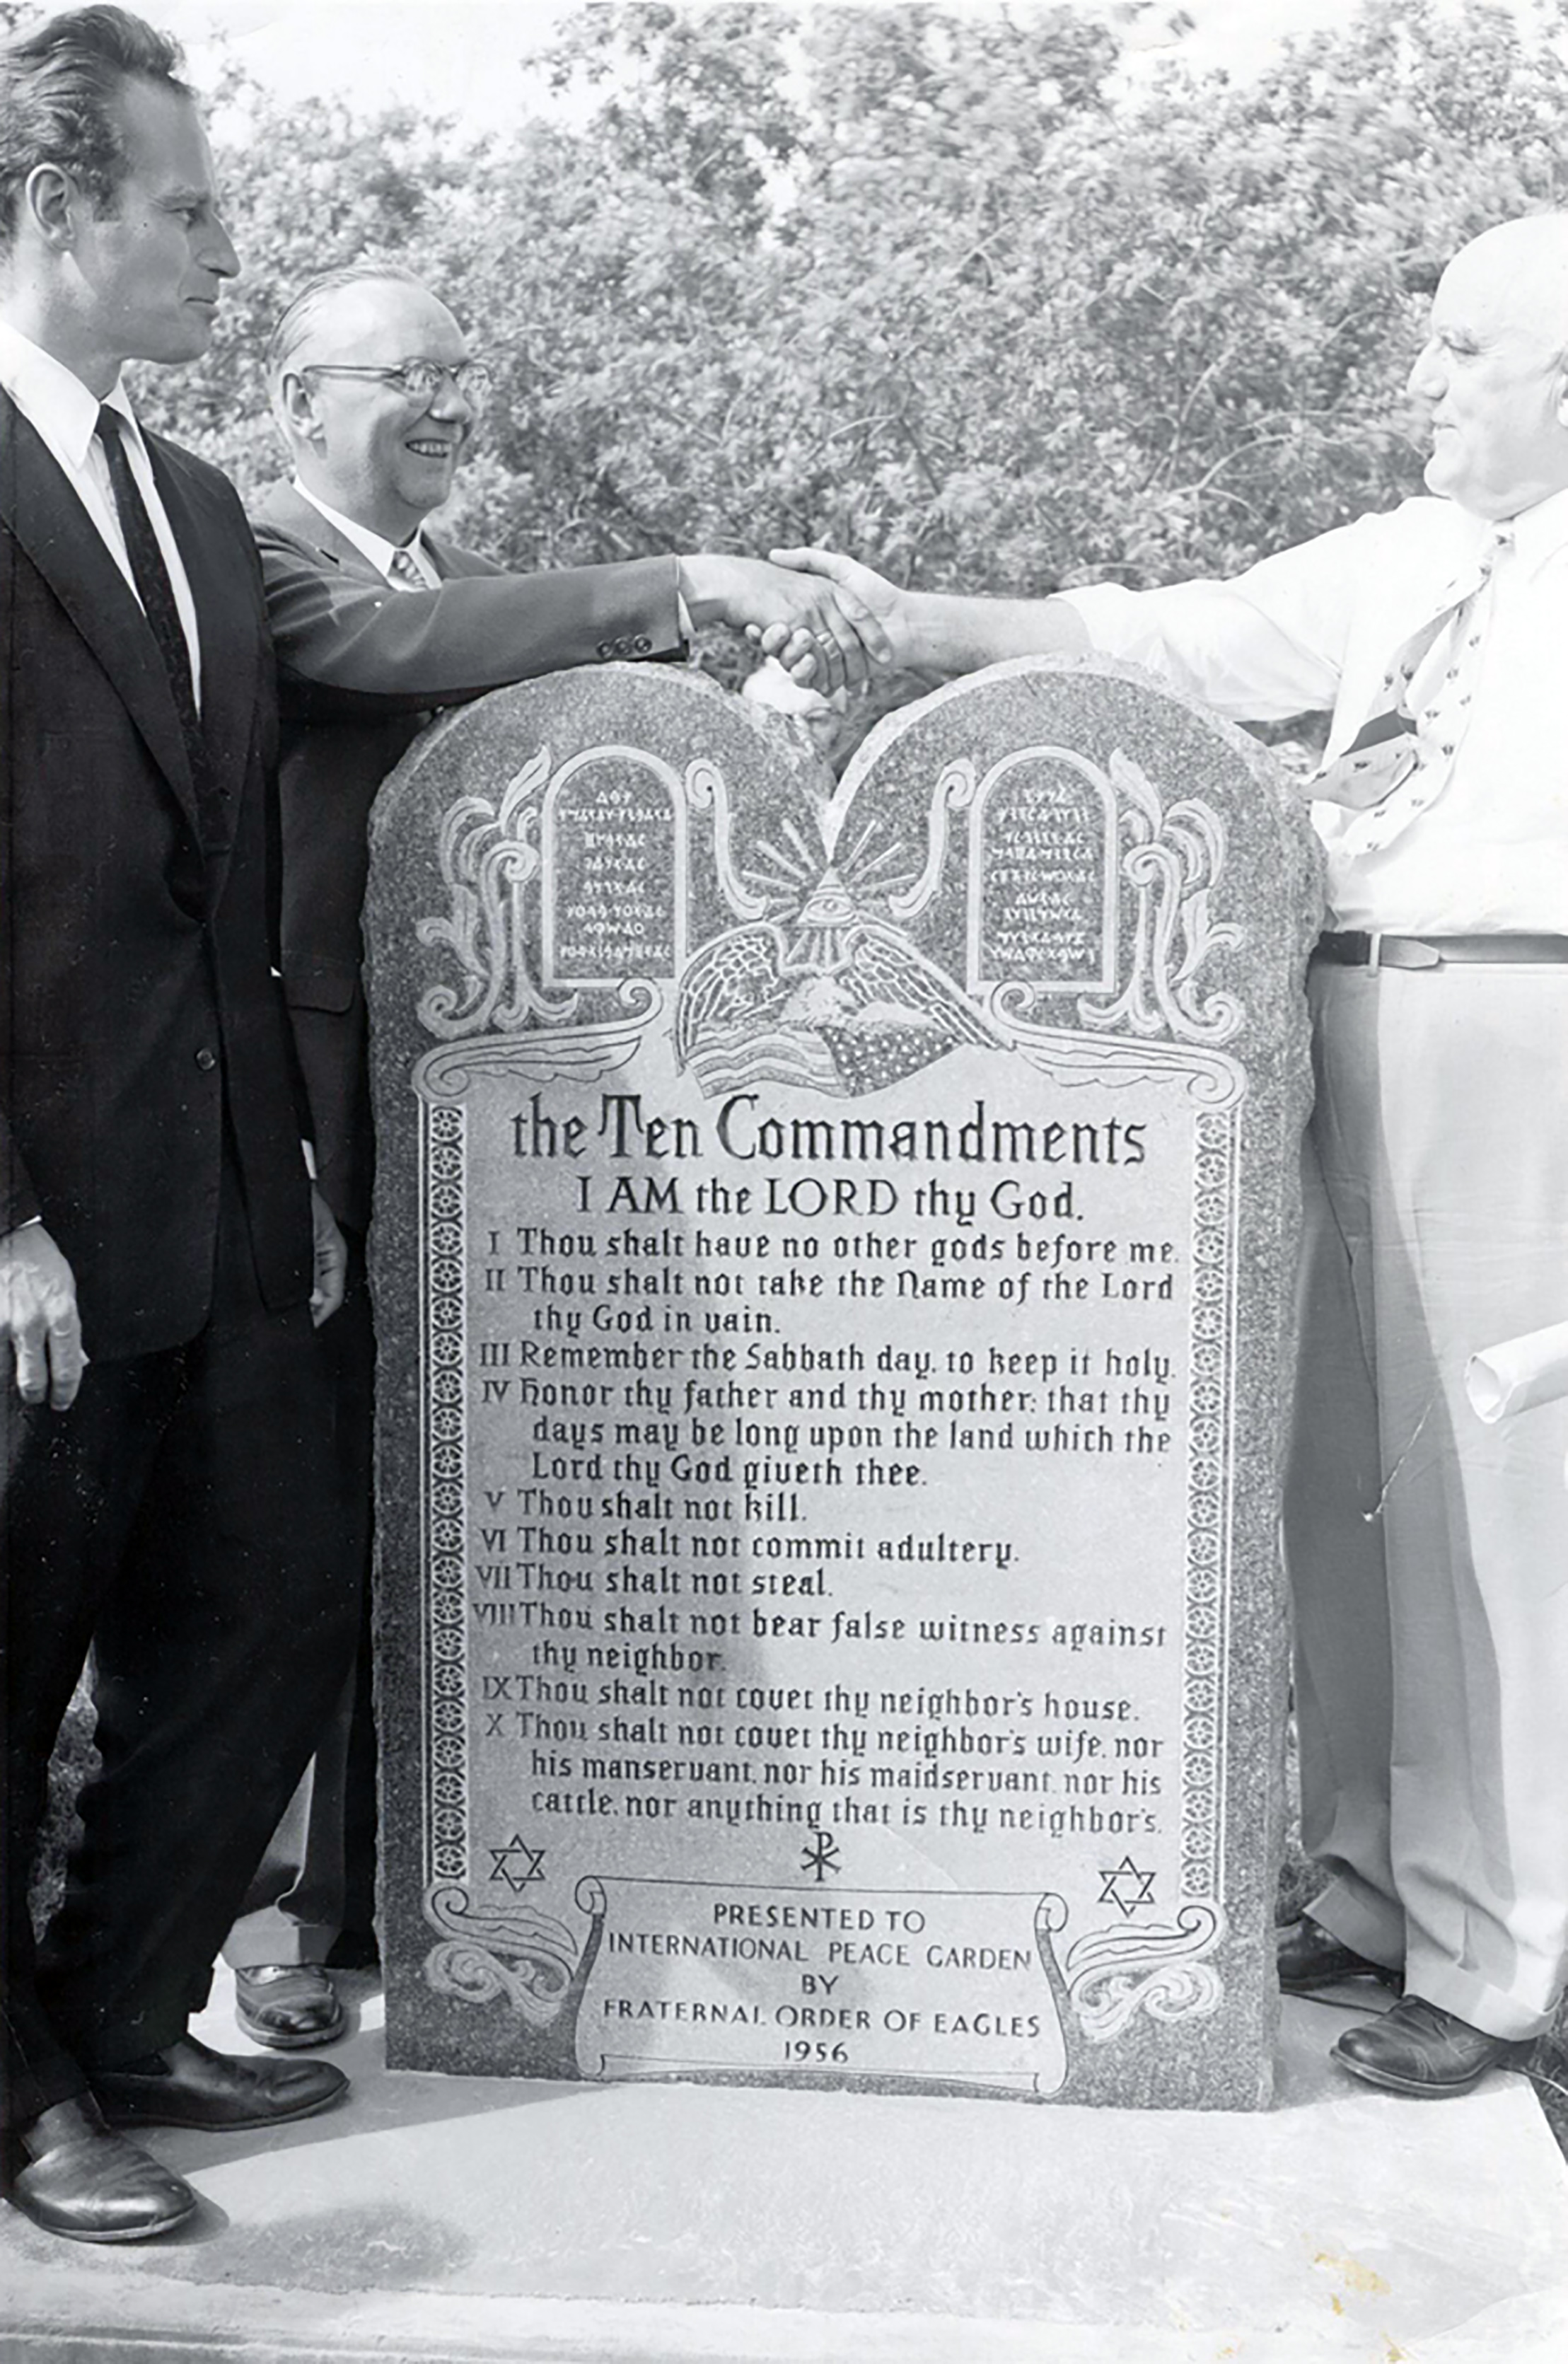 the Ten Commandments
I AM the LORD thy God.
I Thou shalt have no other gods before me.
II Thou shalt not take the Name of the Lord
thy God in vain.
III Remember the Sabbath day, to keep it holy.
IV Honor thy father and thy mother; that thy
days may be long upon the land which the
Lord thy God giveth thee.
V Thou shalt not kill.
VI Thou shalt not commit adultery.
VII Thou shalt not steal.
VIII Thou shalt not bear false witness against
thy neighbor.
IX Thou shalt not covet thy neighbor's house.
X Thou shalt not covet thy neighbor's wife, nor
his manservant, nor his maidservant, nor his
cattle, nor anything that is thy neighbor's.
PRESENTED TO
INTERNATIONAL PEACE GARDEN
BY
FRATERNAL ORDER OF EAGLES
1956